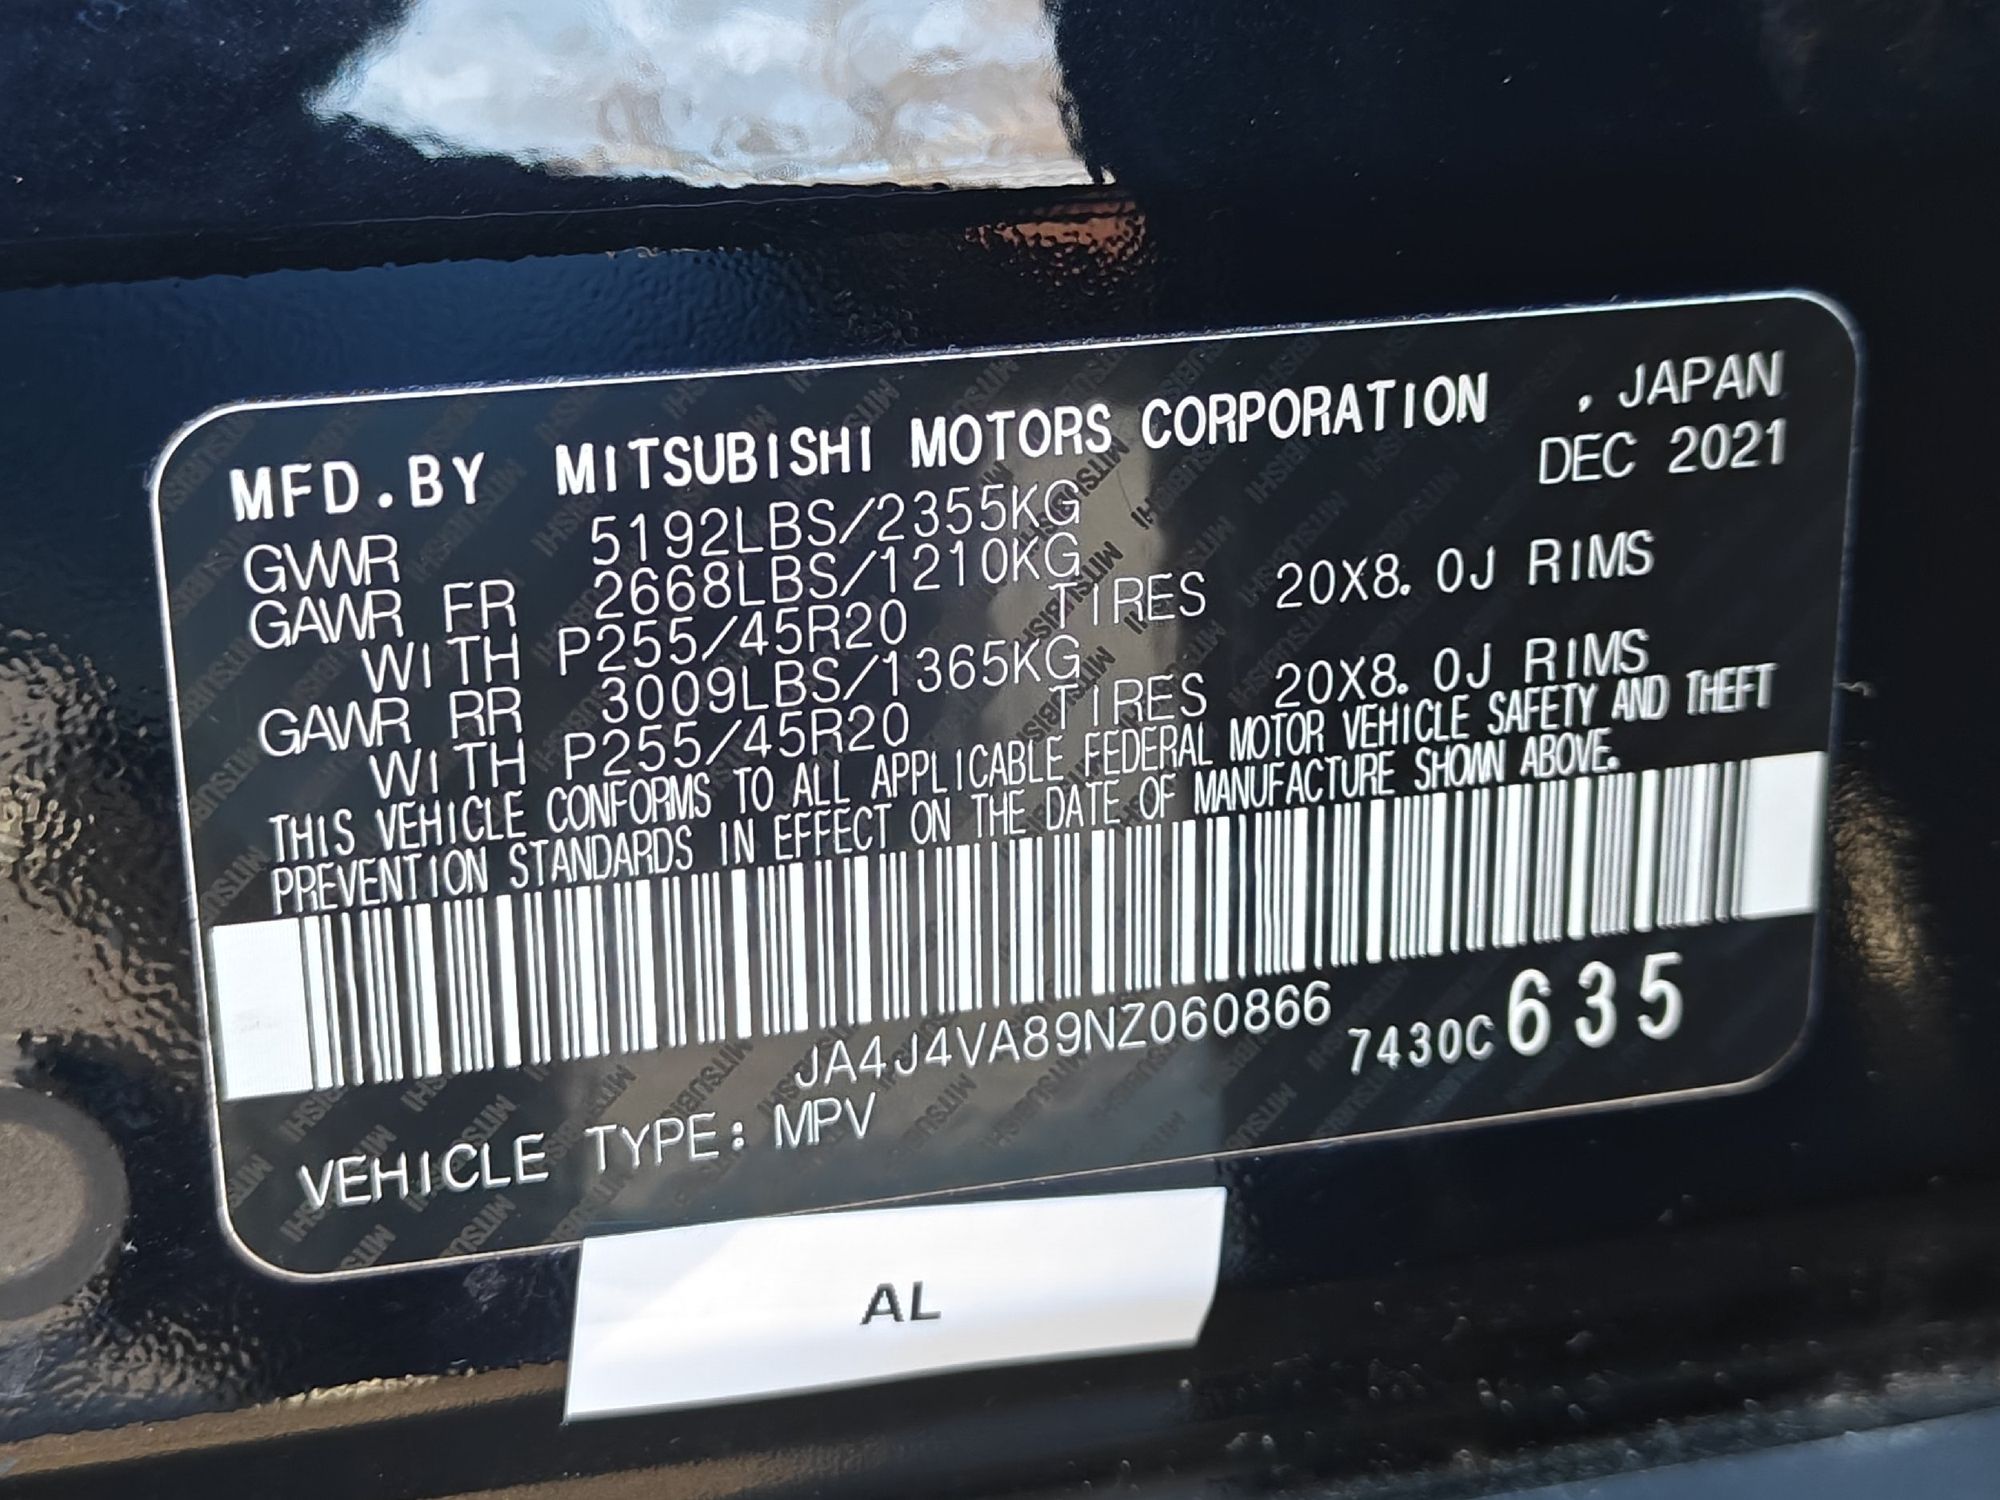 MFD.BY MITSUBISHI MOTORS CORPORATION , JAPAN
DEC 2021
GVWR 5192LBS/2355KG
GAWR FR 2668LBS/1210KG
WITH P255/45R20 TIRES 20X8.0J RIMS
GAWR RR 3009LBS/1365KG
WITH P255/45R20 TIRES 20X8.0J RIMS
THIS VEHICLE CONFORMS TO ALL APPLICABLE FEDERAL MOTOR VEHICLE SAFETY AND THEFT
PREVENTION STANDARDS IN EFFECT ON THE DATE OF MANUFACTURE SHOWN ABOVE.
JA4J4VA89NZ060866
7430C635
VEHICLE TYPE: MPV
AL